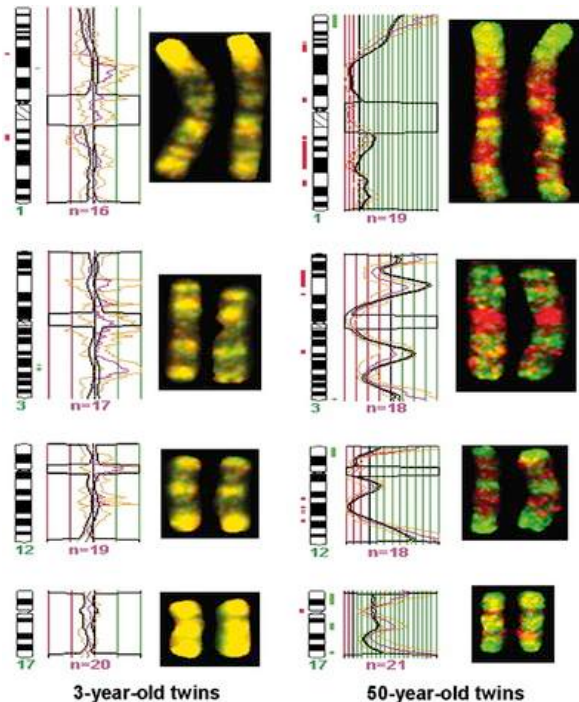 1 n=16
1 n=19
3 n=17
3 n=18
12 n=19
12 n=18
17 n=20
17 n=21
3-year-old twins 50-year-old twins